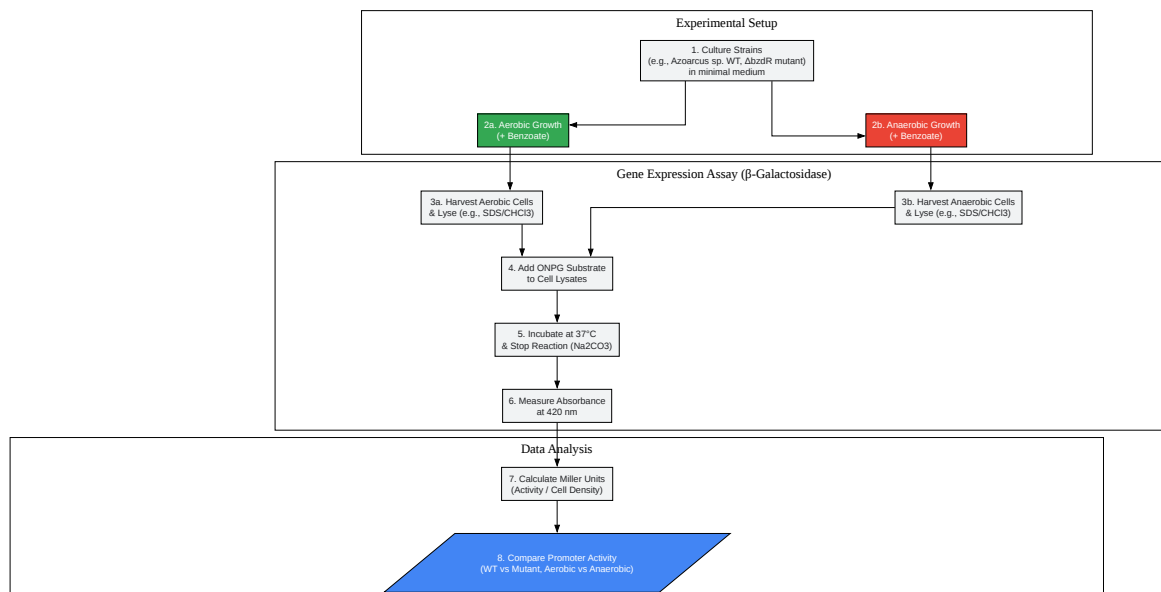 Experimental Setup
1. Culture Strains
(e.g., Azoarcus sp. WT, ΔbzdR mutant)
in minimal medium
2a. Aerobic Growth
(+ Benzoate)
2b. Anaerobic Growth
(+ Benzoate)
Gene Expression Assay (β-Galactosidase)
3a. Harvest Aerobic Cells
& Lyse (e.g., SDS/CHCl3)
3b. Harvest Anaerobic Cells
& Lyse (e.g., SDS/CHCl3)
4. Add ONPG Substrate
to Cell Lysates
5. Incubate at 37°C
& Stop Reaction (Na2CO3)
6. Measure Absorbance
at 420 nm
Data Analysis
7. Calculate Miller Units
(Activity / Cell Density)
8. Compare Promoter Activity
(WT vs Mutant, Aerobic vs Anaerobic)